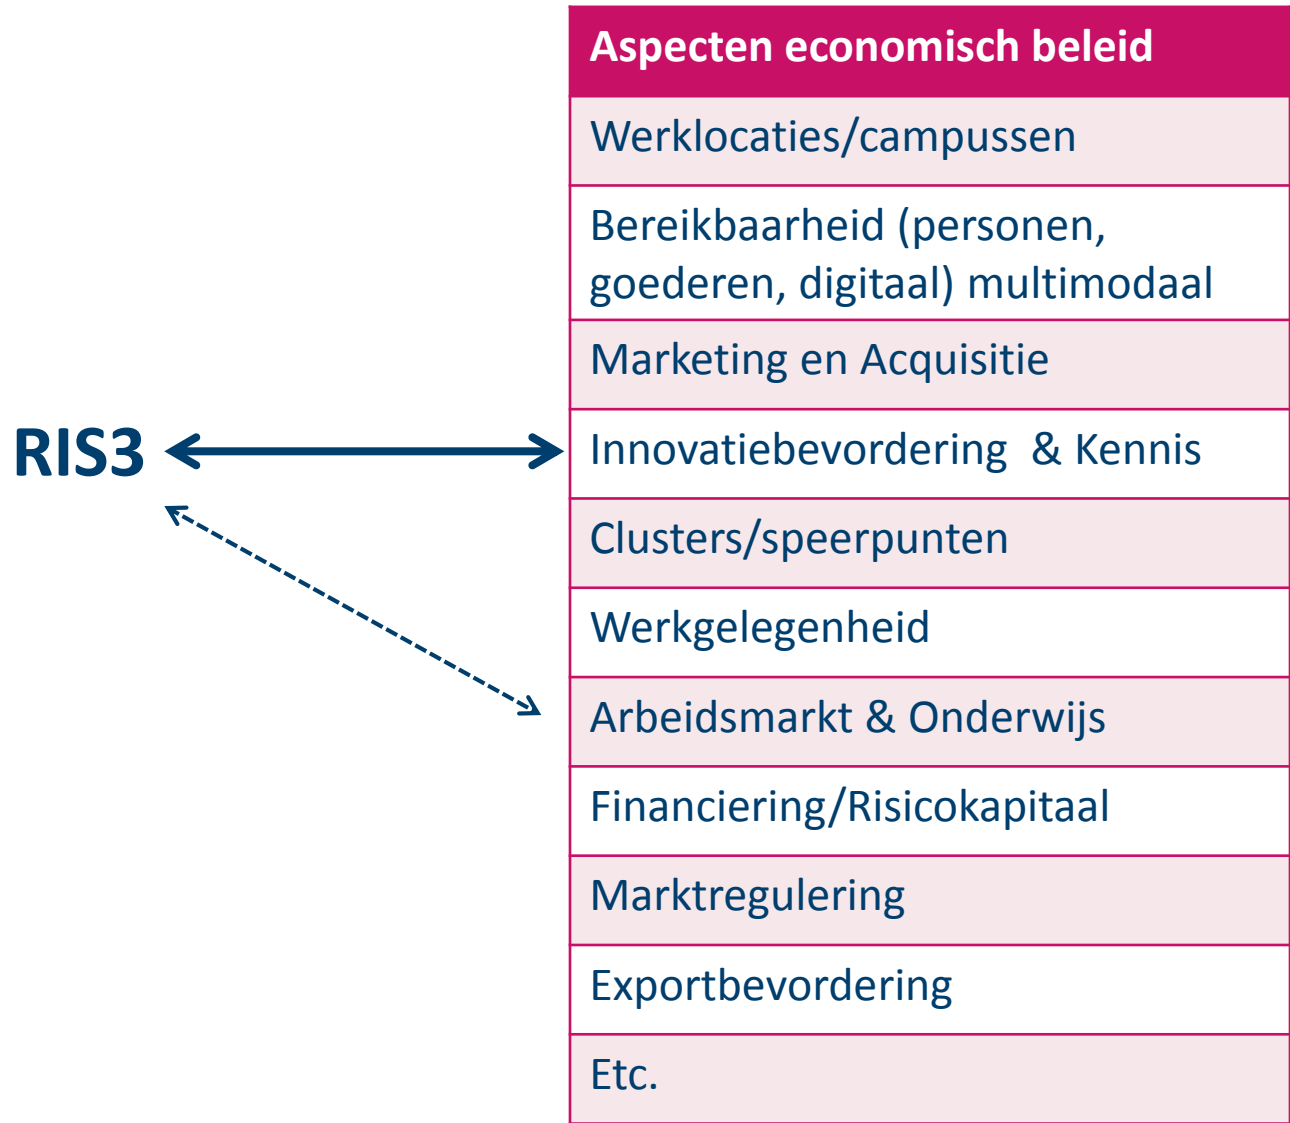 Aspecten economisch beleid
Werklocaties/campussen
Bereikbaarheid (personen,
goederen, digitaal) multimodaal
Marketing en Acquisitie
RIS3
Innovatiebevordering & Kennis
Clusters/speerpunten
Werkgelegenheid
Arbeidsmarkt & Onderwijs
Financiering/Risicokapitaal
Marktregulering
Exportbevordering
Etc.